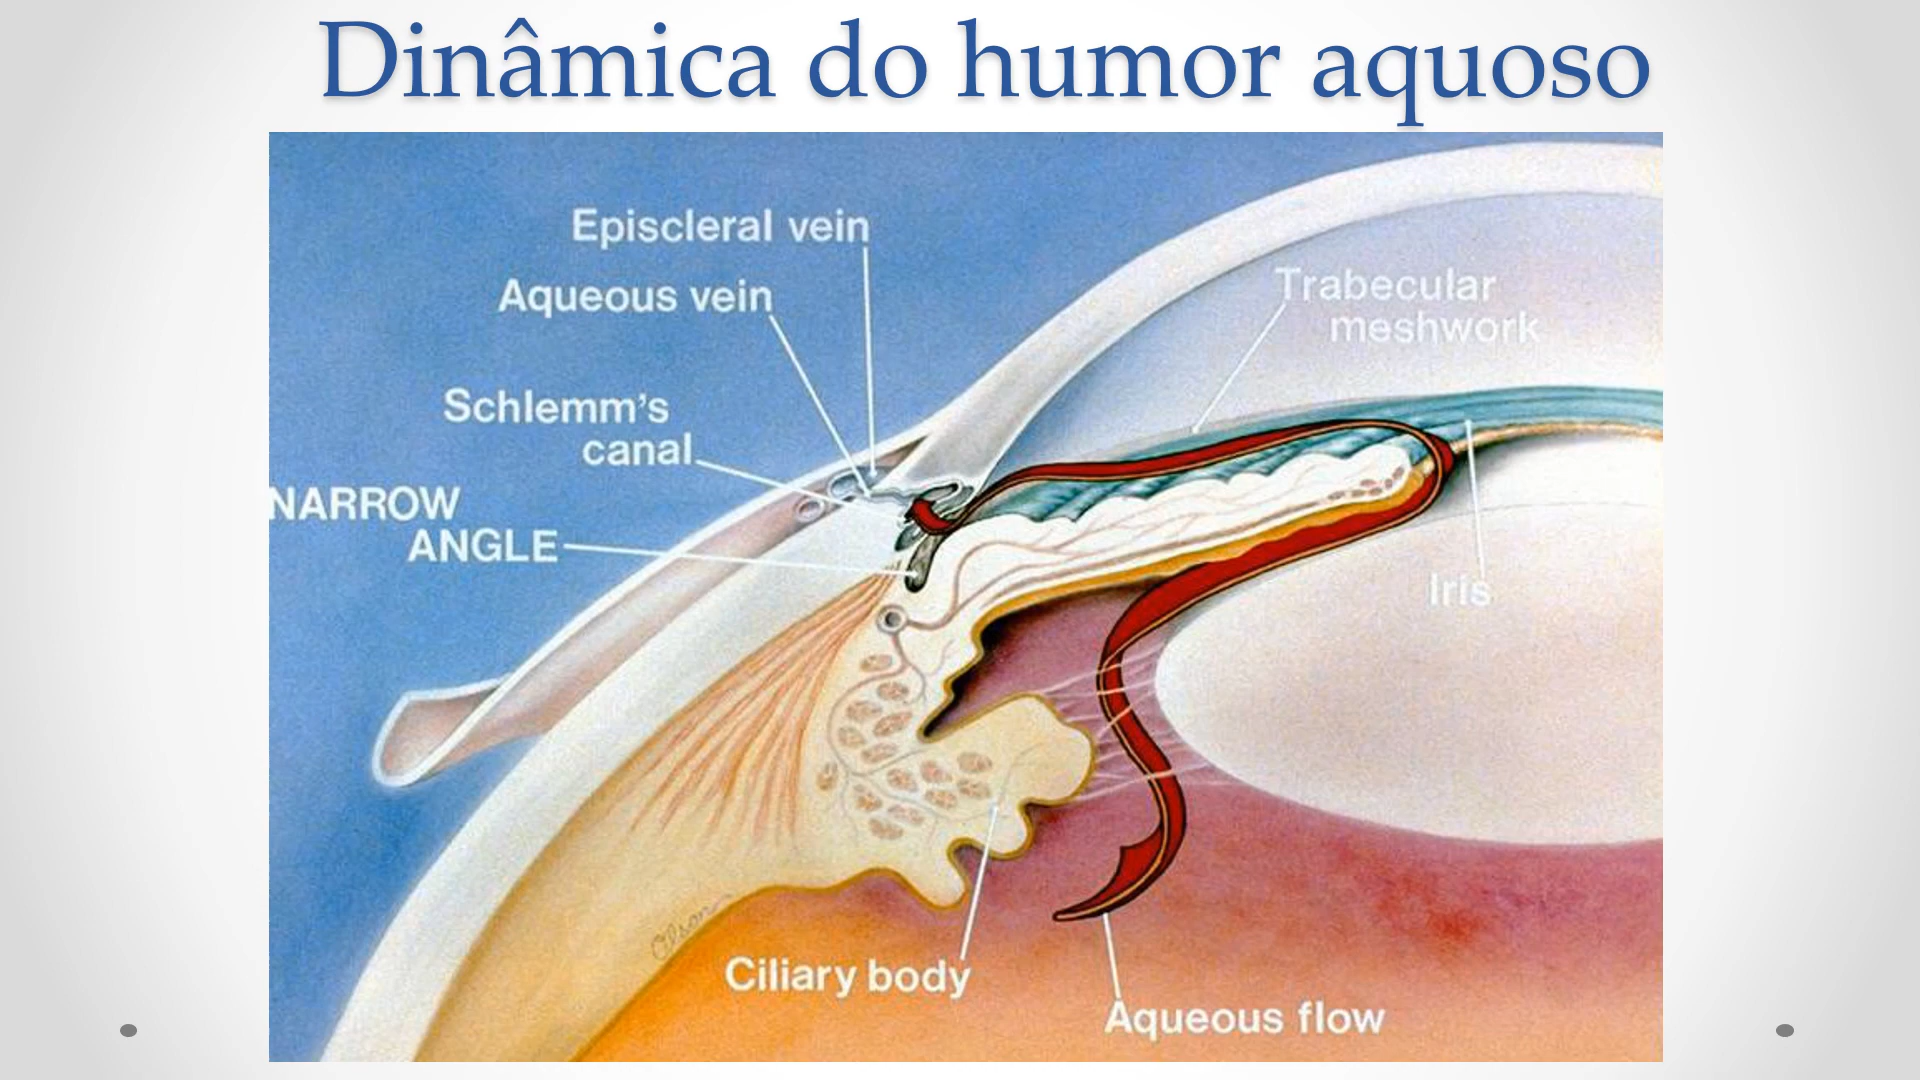 Dinâmica do humor aquoso
Episcleral vein
Aqueous vein
Trabecular
meshwork
Schlemm’s
canal
NARROW
ANGLE
Iris
Olson
Ciliary body
Aqueous flow